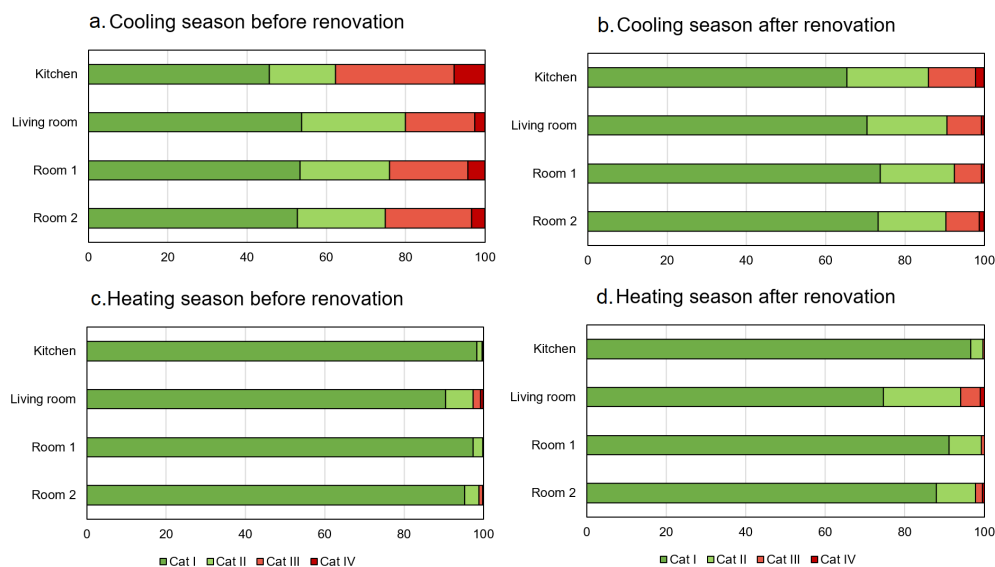 a. Cooling season before renovation
Kitchen
Living room
Room 1
Room 2
0 20 40 60 80 100
b. Cooling season after renovation
Kitchen
Living room
Room 1
Room 2
0 20 40 60 80 100
c.Heating season before renovation
Kitchen
Living room
Room 1
Room 2
0 20 40 60 80 100
Cat I Cat II Cat III Cat IV
d. Heating season after renovation
Kitchen
Living room
Room 1
Room 2
0 20 40 60 80 100
Cat I Cat II Cat III Cat IV